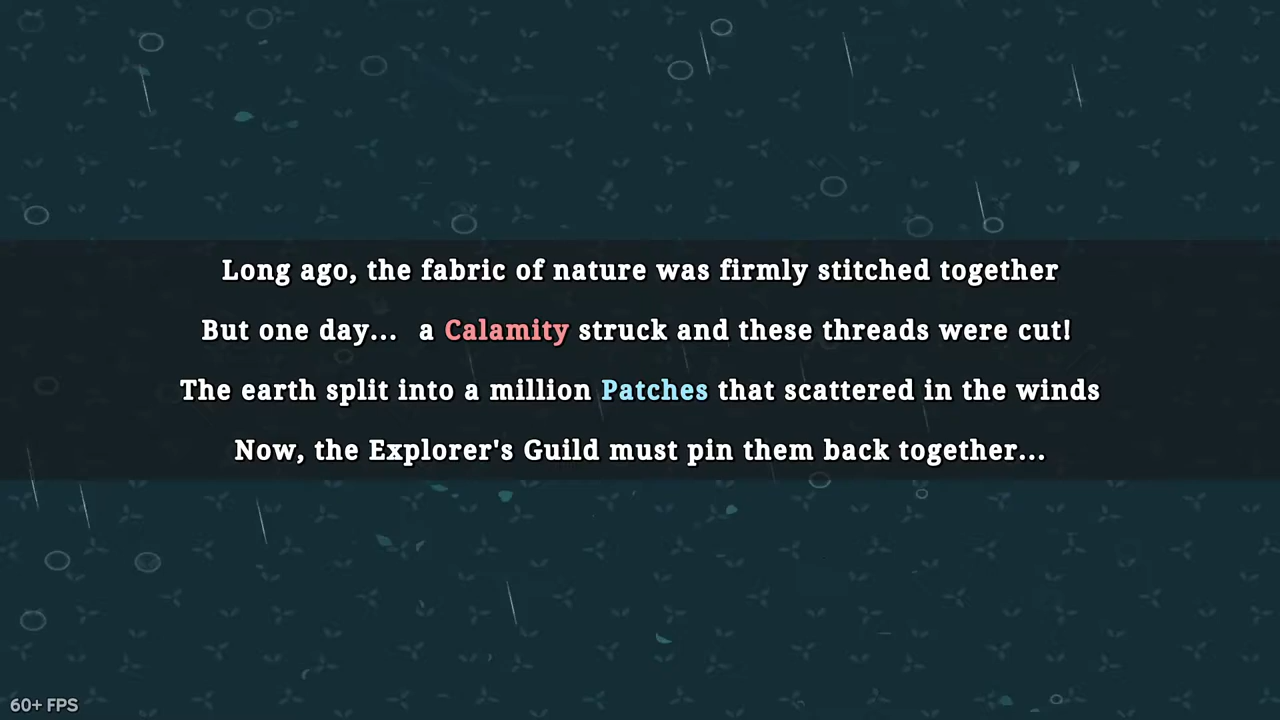 Long ago, the fabric of nature was firmly stitched together
But one day... a Calamity struck and these threads were cut!
The earth split into a million Patches that scattered in the winds
Now, the Explorer's Guild must pin them back together...
60+ FPS